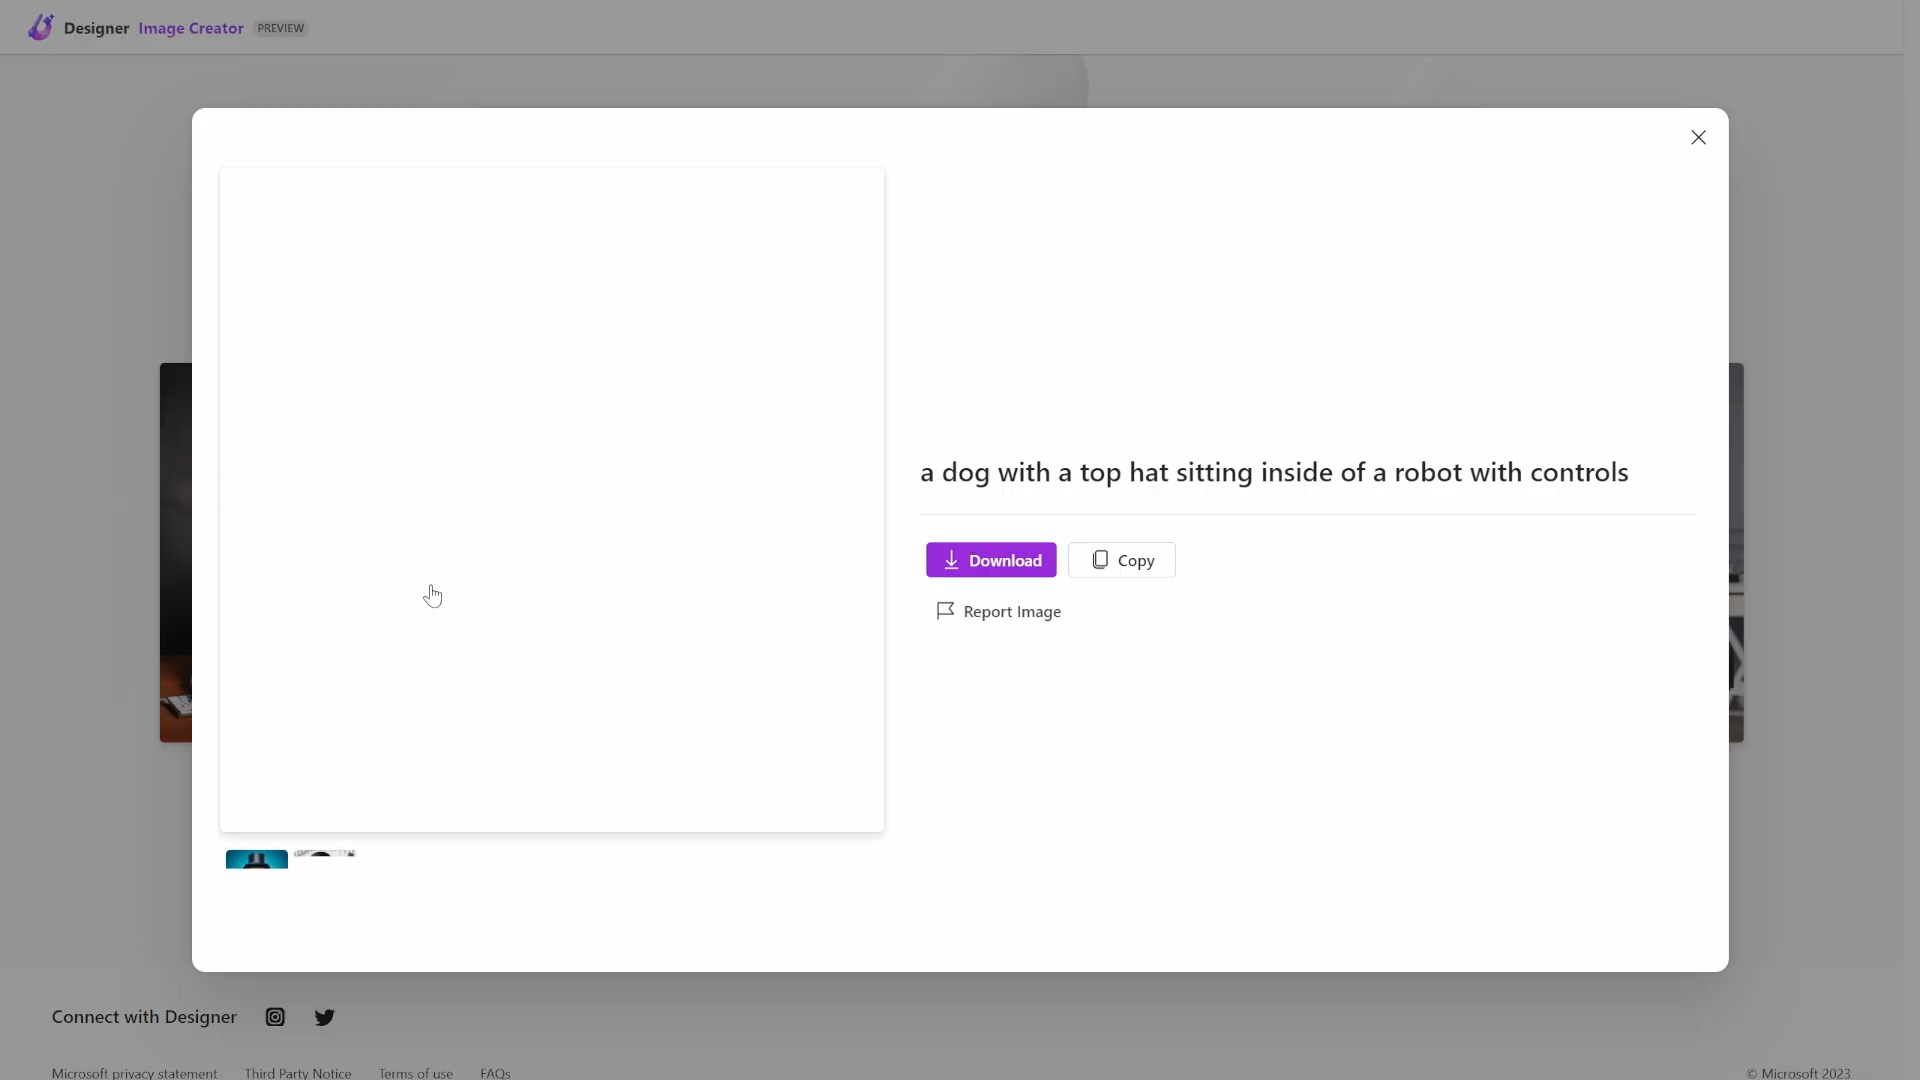 Designer Image Creator PREVIEW
a dog with a top hat sitting inside of a robot with controls
Download
Copy
Report Image
Connect with Designer
Microsoft privacy statement Third Party Notice Terms of use FAQs
© Microsoft 2023